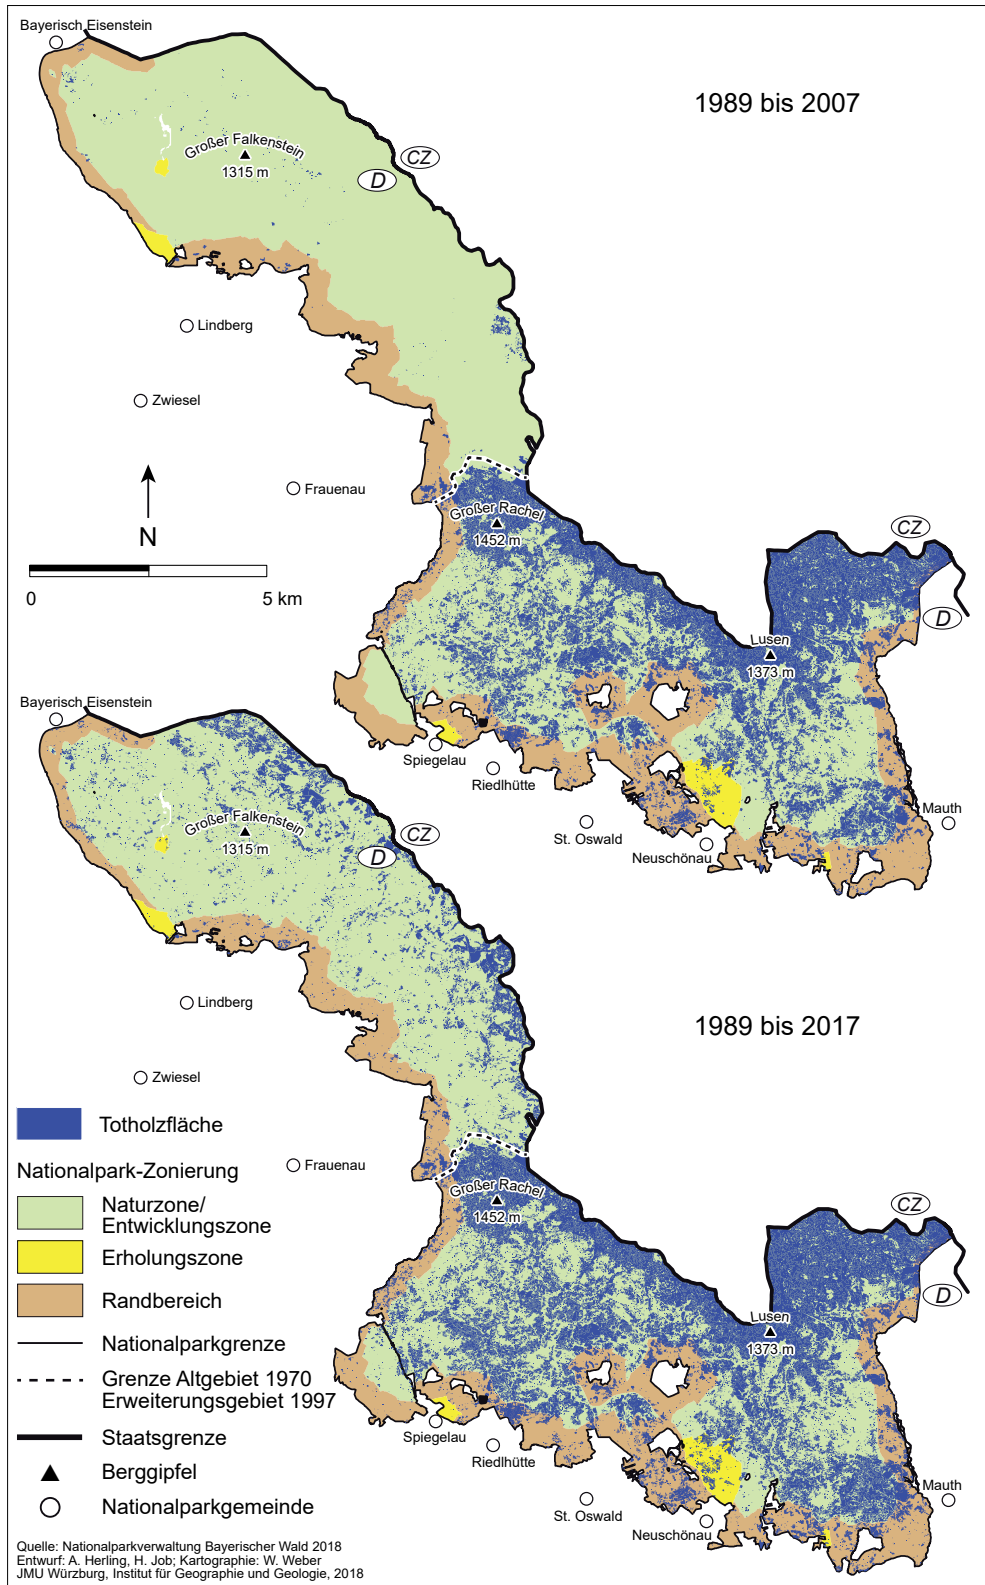 Bayerisch Eisenstein
1989 bis 2007
Großer Falkenstein
1315 m
CZ
D
Lindberg
Zwiesel
Frauenau
N
0 5 km
Großer Rachel
1452 m
CZ
D
Lusen
1373 m
Spiegelau
Riedlhütte
St. Oswald
Neuschönau
Mauth
Bayerisch Eisenstein
Großer Falkenstein
1315 m
CZ
D
Lindberg
1989 bis 2017
Zwiesel
Frauenau
Großer Rachel
1452 m
CZ
D
Lusen
1373 m
Spiegelau
Riedlhütte
St. Oswald
Neuschönau
Mauth
Totholzfläche
Nationalpark-Zonierung
Naturzone/
Entwicklungszone
Erholungszone
Randbereich
Nationalparkgrenze
Grenze Altgebiet 1970
Erweiterungsgebiet 1997
Staatsgrenze
Berggipfel
Nationalparkgemeinde
Quelle: Nationalparkverwaltung Bayerischer Wald 2018
Entwurf: A. Herling, H. Job; Kartographie: W. Weber
JMU Würzburg, Institut für Geographie und Geologie, 2018